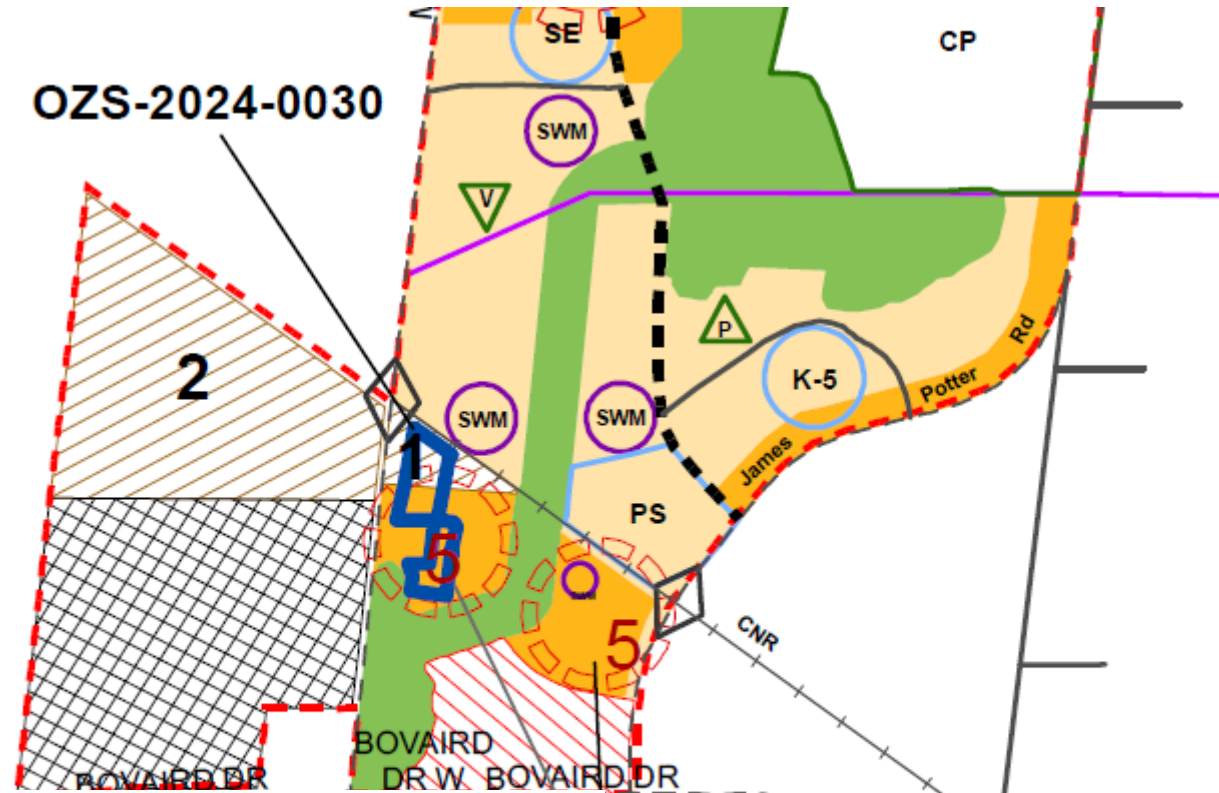 SE
CP
OZS-2024-0030
SWM
V
Rd
P
2
K-5
Potter
SWM
SWM
James
1
PS
5
5
CNR
BOVAIRD
DR W
BOVAIRD DR
BOVAIRD DR